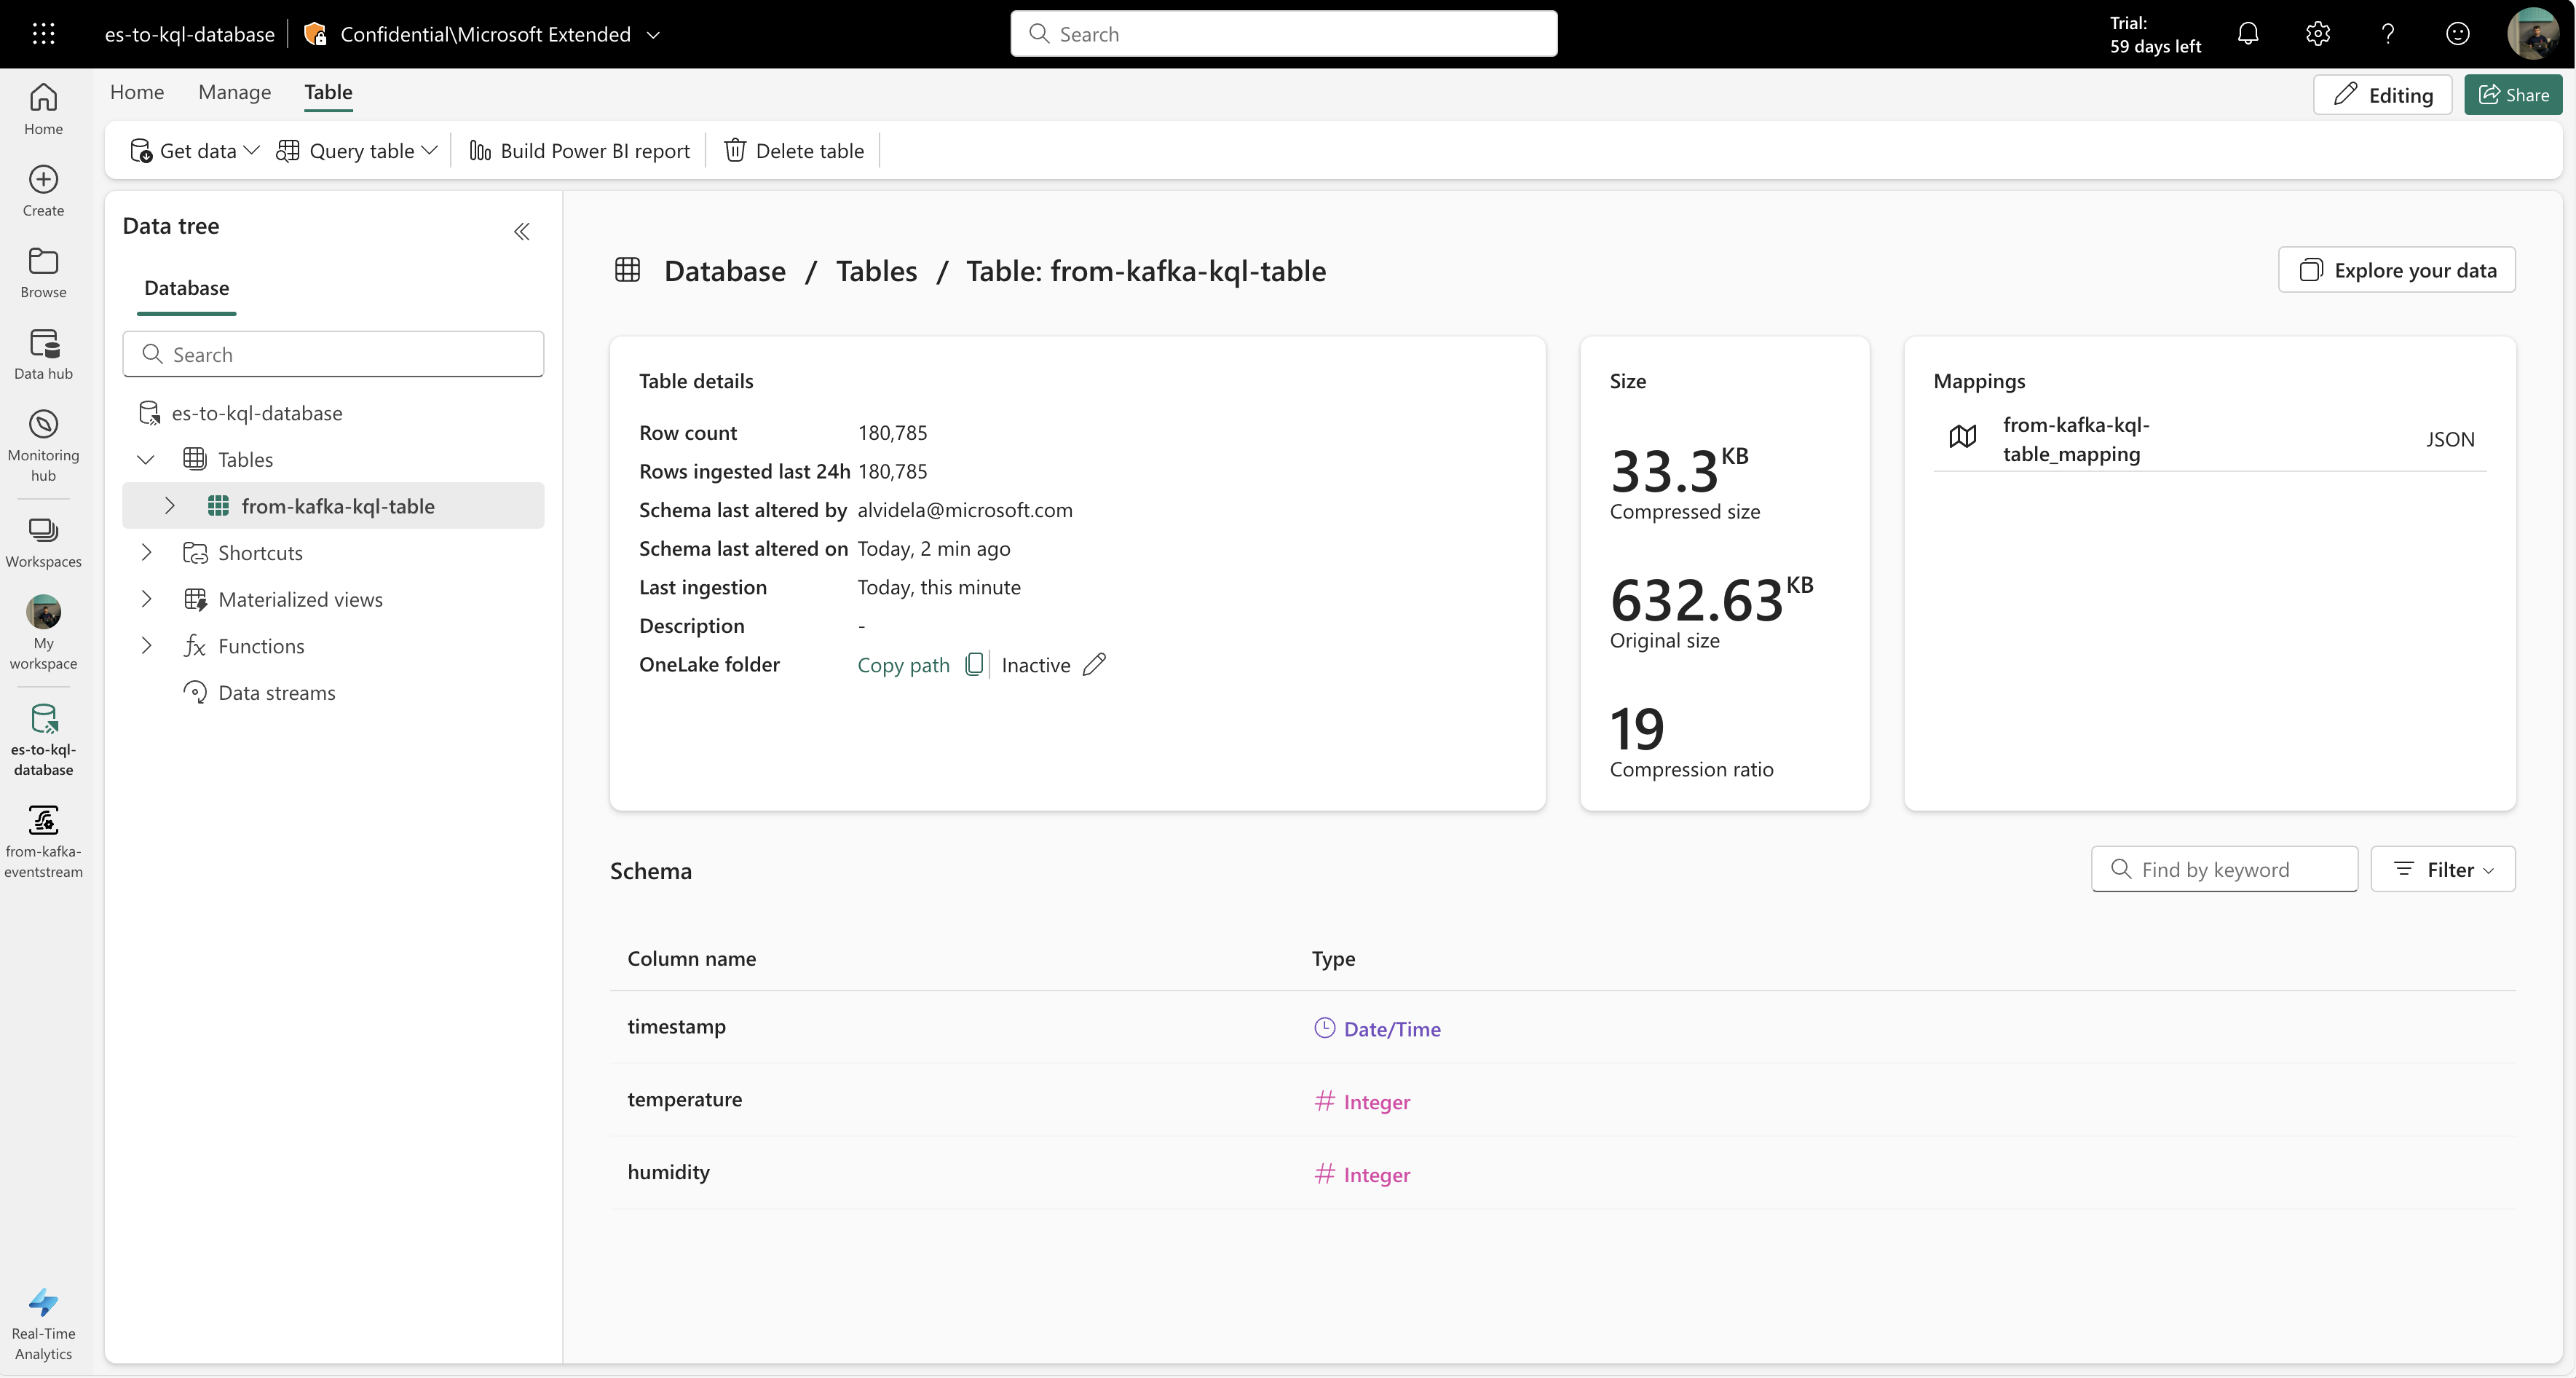 es-to-kql-database
Confidential\Microsoft Extended
Search
Trial:
59 days left
Home
Manage
Table
Editing
Share
Get data
Query table
Build Power BI report
Delete table
Home
Create
Browse
Data hub
Monitoring
hub
Workspaces
My
workspace
es-to-kql-
database
from-kafka-
eventstream
Real-Time
Analytics
Data tree
Database
Search
es-to-kql-database
Tables
from-kafka-kql-table
Shortcuts
Materialized views
Functions
Data streams
Database / Tables / Table: from-kafka-kql-table
Explore your data
Table details
Row count 180,785
Rows ingested last 24h 180,785
Schema last altered by alvidela@microsoft.com
Schema last altered on Today, 2 min ago
Last ingestion Today, this minute
Description -
OneLake folder Copy path Inactive
Size
33.3 KB
Compressed size
632.63 KB
Original size
19
Compression ratio
Mappings
from-kafka-kql-
table_mapping
JSON
Schema
Find by keyword
Filter
Column name Type
timestamp Date/Time
temperature # Integer
humidity # Integer